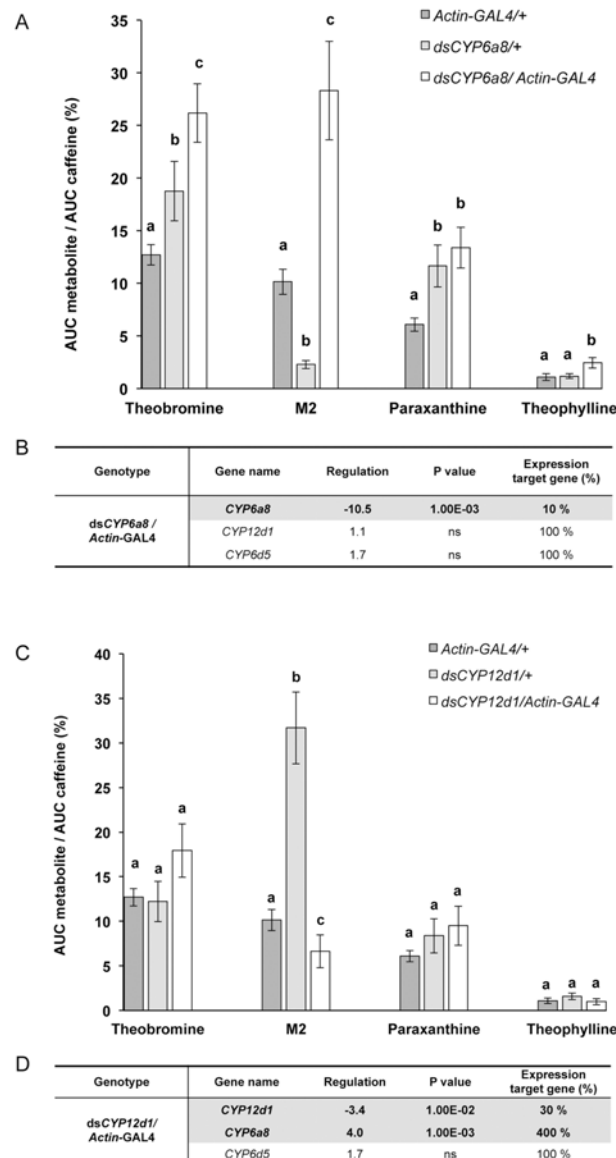 A
Actin-GAL4/+
dsCYP6a8/+
dsCYP6a8/ Actin-GAL4
AUC metabolite / AUC caffeine (%)
35
30
25
20
15
10
5
0
a
b
c
a
b
c
a
b
b
a
a
b
Theobromine M2 Paraxanthine Theophylline
B
Genotype Gene name Regulation P value Expression target gene (%)
dsCYP6a8 / Actin-GAL4
CYP6a8 -10.5 1.00E-03 10 %
CYP12d1 1.1 ns 100 %
CYP6d5 1.7 ns 100 %
C
Actin-GAL4/+
dsCYP12d1/+
dsCYP12d1/Actin-GAL4
AUC metabolite / AUC caffeine (%)
40
35
30
25
20
15
10
5
0
a
a
a
a
b
c
a
a
a
a
a
a
Theobromine M2 Paraxanthine Theophylline
D
Genotype Gene name Regulation P value Expression target gene (%)
dsCYP12d1/ Actin-GAL4
CYP12d1 -3.4 1.00E-02 30 %
CYP6a8 4.0 1.00E-03 400 %
CYP6d5 1.7 ns 100 %